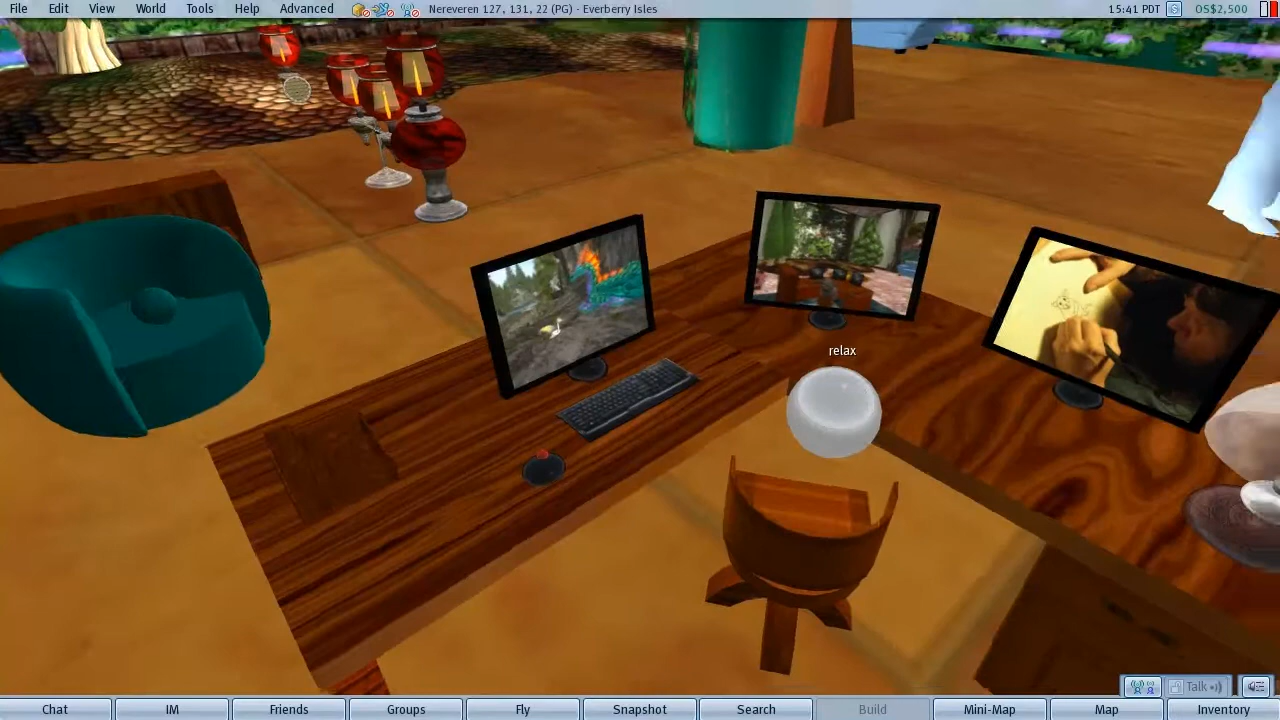 File Edit View World Tools Help Advanced Nereveren 127, 131, 22 (PG) - Everberry Isles 15:41 PDT OS$2,500
relax
Talk
Chat IM Friends Groups Fly Snapshot Search Build Mini-Map Map Inventory